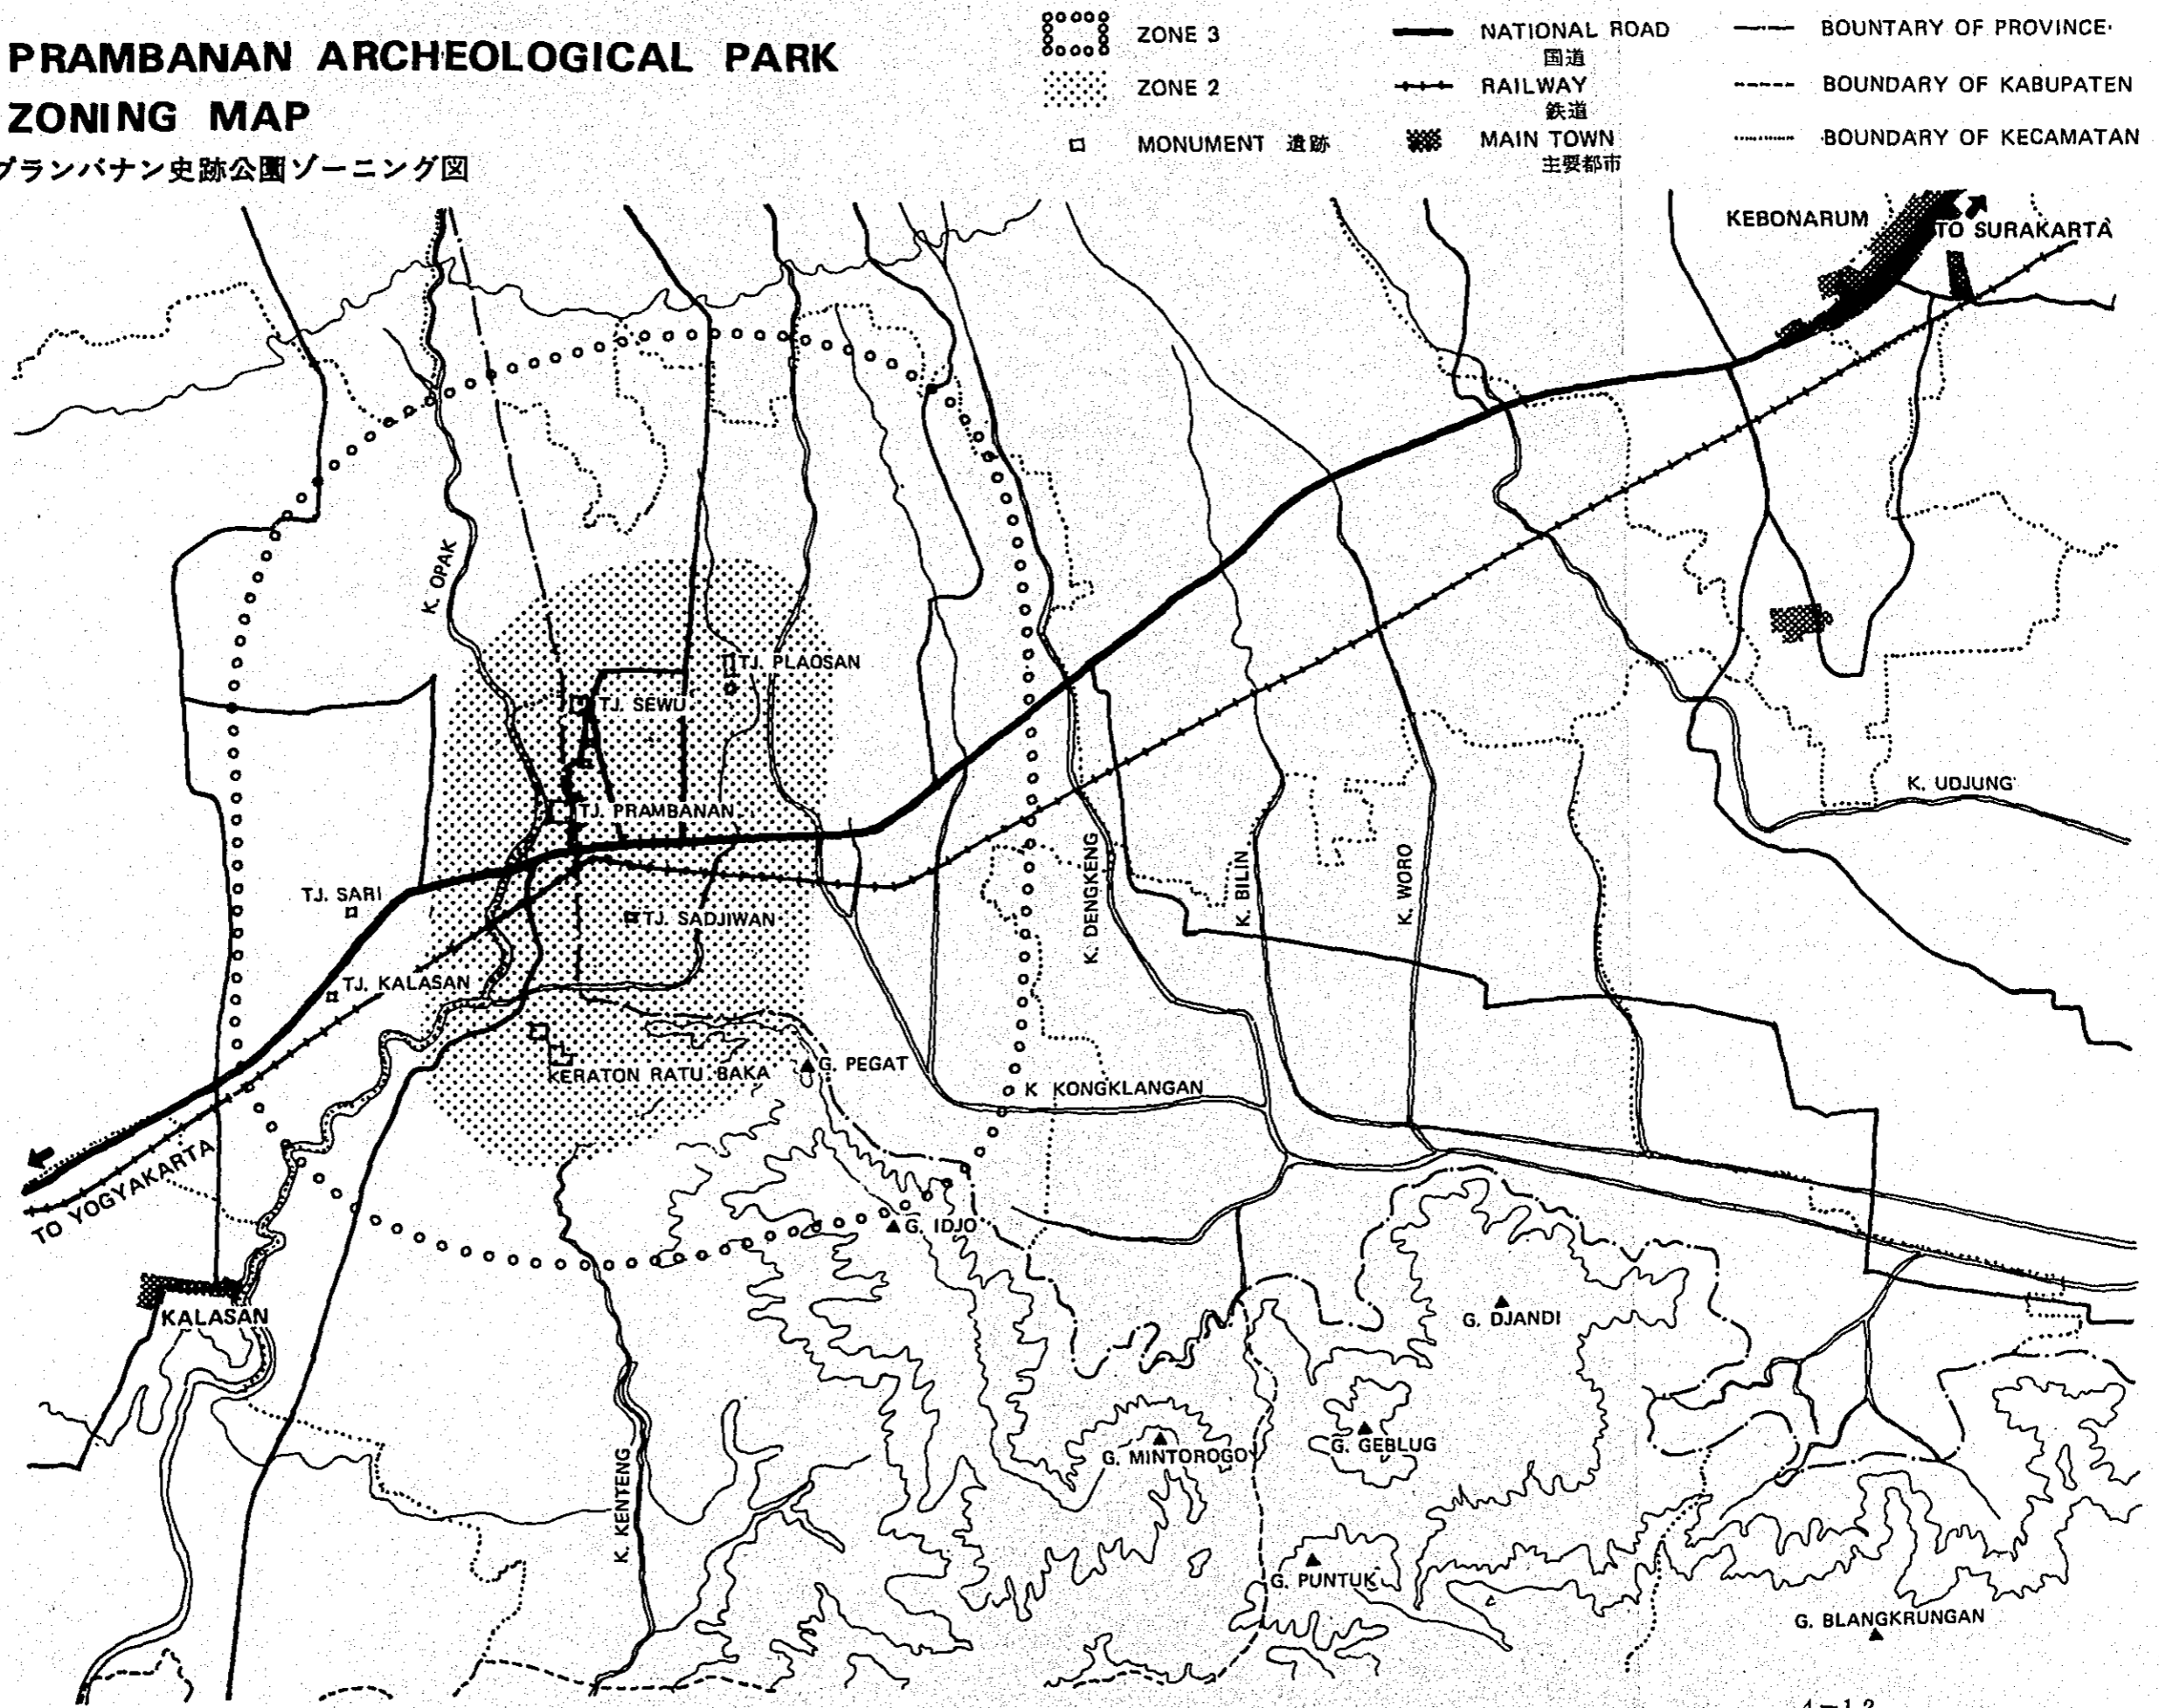 PRAMBANAN ARCHEOLOGICAL PARK
ZONING MAP
プランバナン史跡公園ゾーニング図
ZONE 3
ZONE 2
MONUMENT 遺跡
NATIONAL ROAD
国道
RAILWAY
鉄道
MAIN TOWN
主要都市
BOUNTARY OF PROVINCE
BOUNDARY OF KABUPATEN
BOUNDARY OF KECAMATAN
KEBONARUM
TO SURAKARTA
K. OPAK
TJ. PLAOSAN
TJ. SEWU
TJ. PRAMBANAN
K. UDJUNG
TJ. SARI
TJ. SADJIWAN
K. DENGKENG
K. BILIN
K. WORO
TJ. KALASAN
KERATON RATU BAKA
G. PEGAT
K KONGKLANGAN
TO YOGYAKARTA
G. IDJO
KALASAN
G. DJANDI
G. MINTOROGO
G. GEBLUG
K. KENTENG
G. PUNTUK
G. BLANGKRUNGAN
4-12